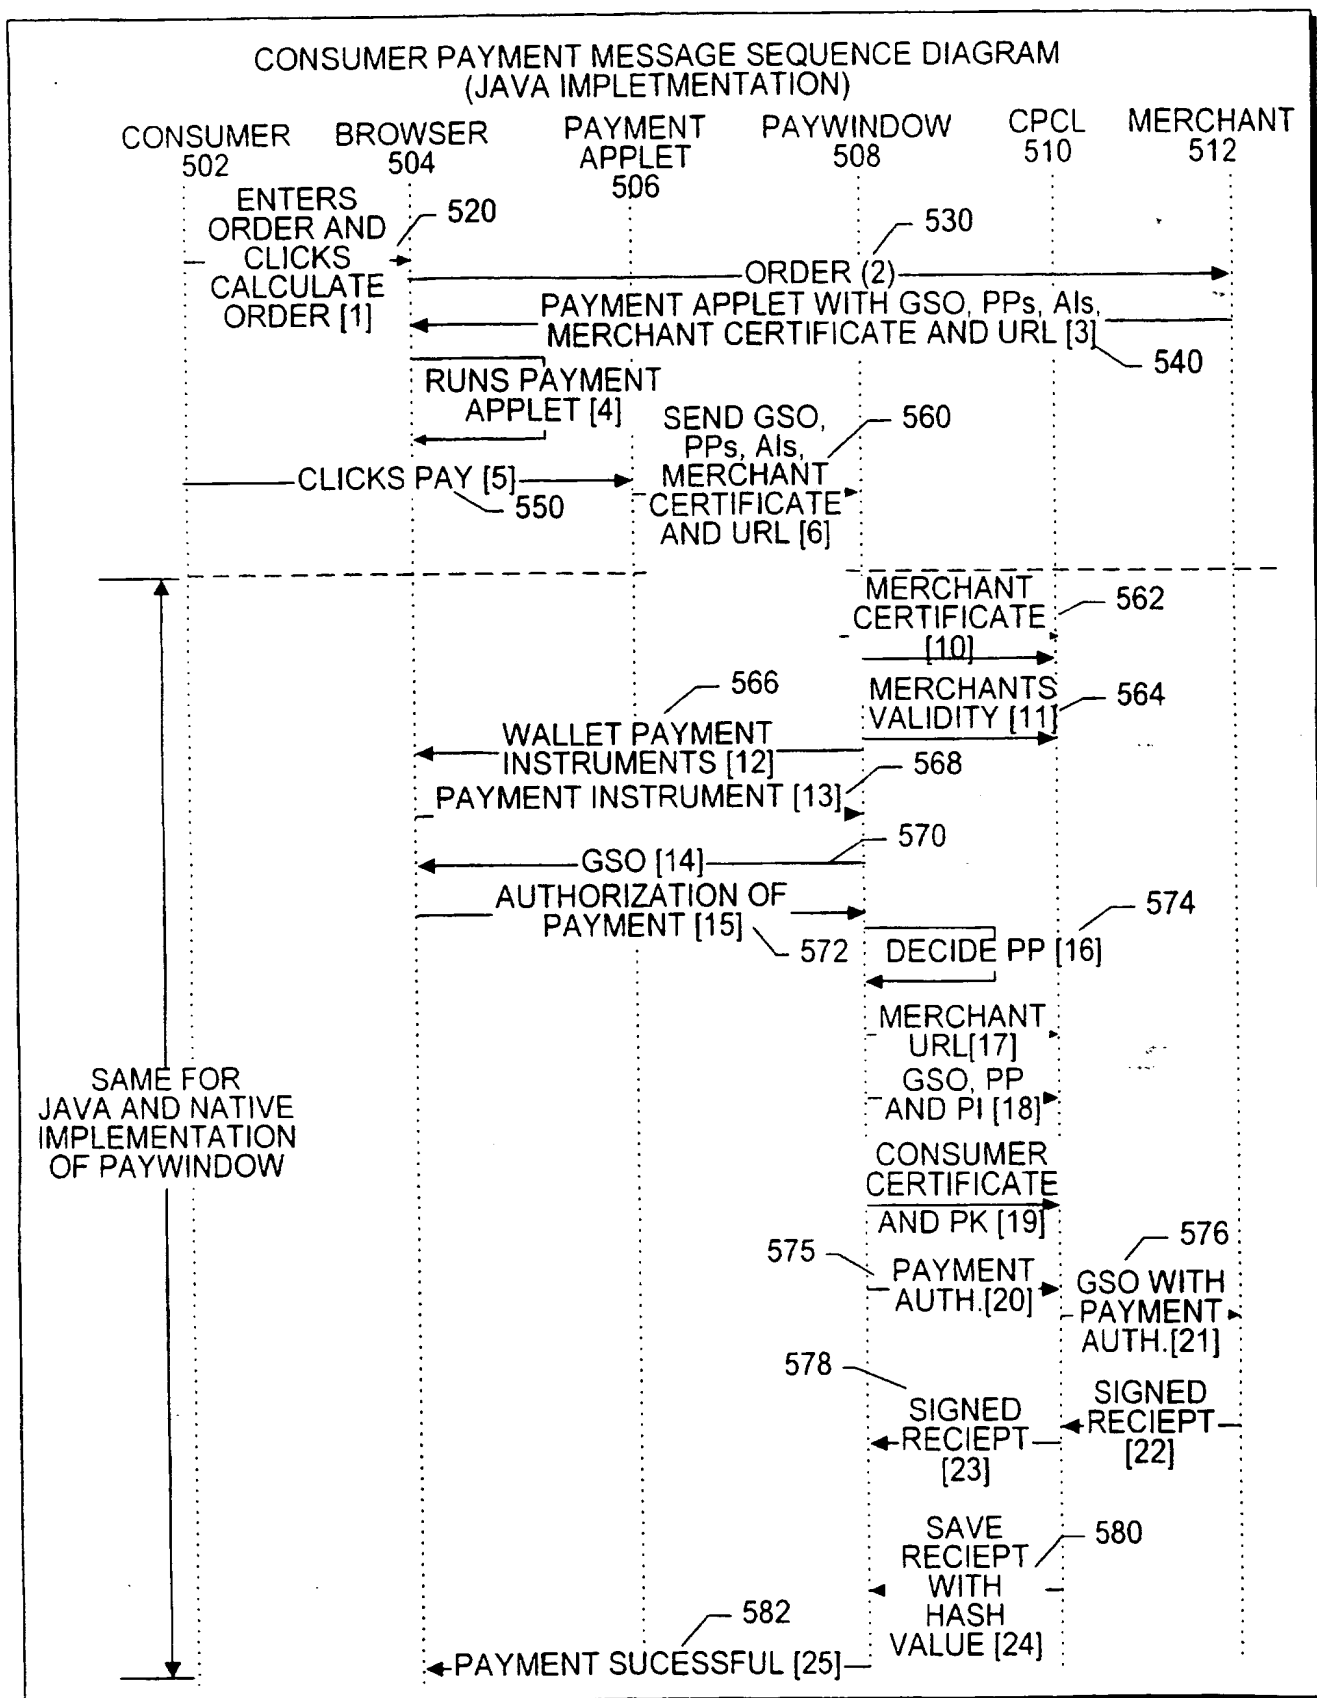 CONSUMER PAYMENT MESSAGE SEQUENCE DIAGRAM
(JAVA IMPLETMENTATION)
CONSUMER
502
BROWSER
504
PAYMENT
APPLET
506
PAYWINDOW
508
CPCL
510
MERCHANT
512
ENTERS
ORDER AND
CLICKS
CALCULATE
ORDER [1]
520
530
ORDER (2)
PAYMENT APPLET WITH GSO, PPs, AIs,
MERCHANT CERTIFICATE AND URL [3]
540
RUNS PAYMENT
APPLET [4]
SEND GSO,
PPs, AIs,
MERCHANT
CERTIFICATE
AND URL [6]
560
CLICKS PAY [5]
550
MERCHANT
CERTIFICATE
[10]
562
566
MERCHANTS
VALIDITY [11]
564
WALLET PAYMENT
INSTRUMENTS [12]
568
PAYMENT INSTRUMENT [13]
570
GSO [14]
AUTHORIZATION OF
PAYMENT [15]
572
574
DECIDE PP [16]
MERCHANT
URL[17]
SAME FOR
JAVA AND NATIVE
IMPLEMENTATION
OF PAYWINDOW
GSO, PP
AND PI [18]
CONSUMER
CERTIFICATE
AND PK [19]
575
PAYMENT
AUTH.[20]
576
GSO WITH
PAYMENT
AUTH.[21]
578
SIGNED
RECIEPT
[22]
SIGNED
RECIEPT
[23]
SAVE
RECIEPT
WITH
HASH
VALUE [24]
580
582
PAYMENT SUCESSFUL [25]